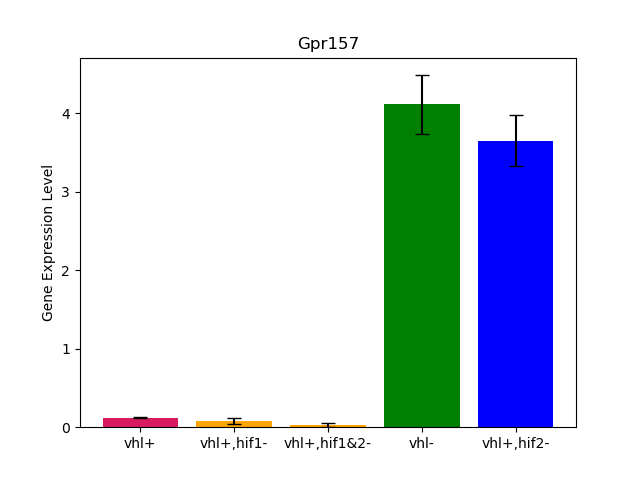 Gpr157
Gene Expression Level
4
3
2
1
0
vhl+ vhl+,hif1- vhl+,hif1&2- vhl- vhl+,hif2-